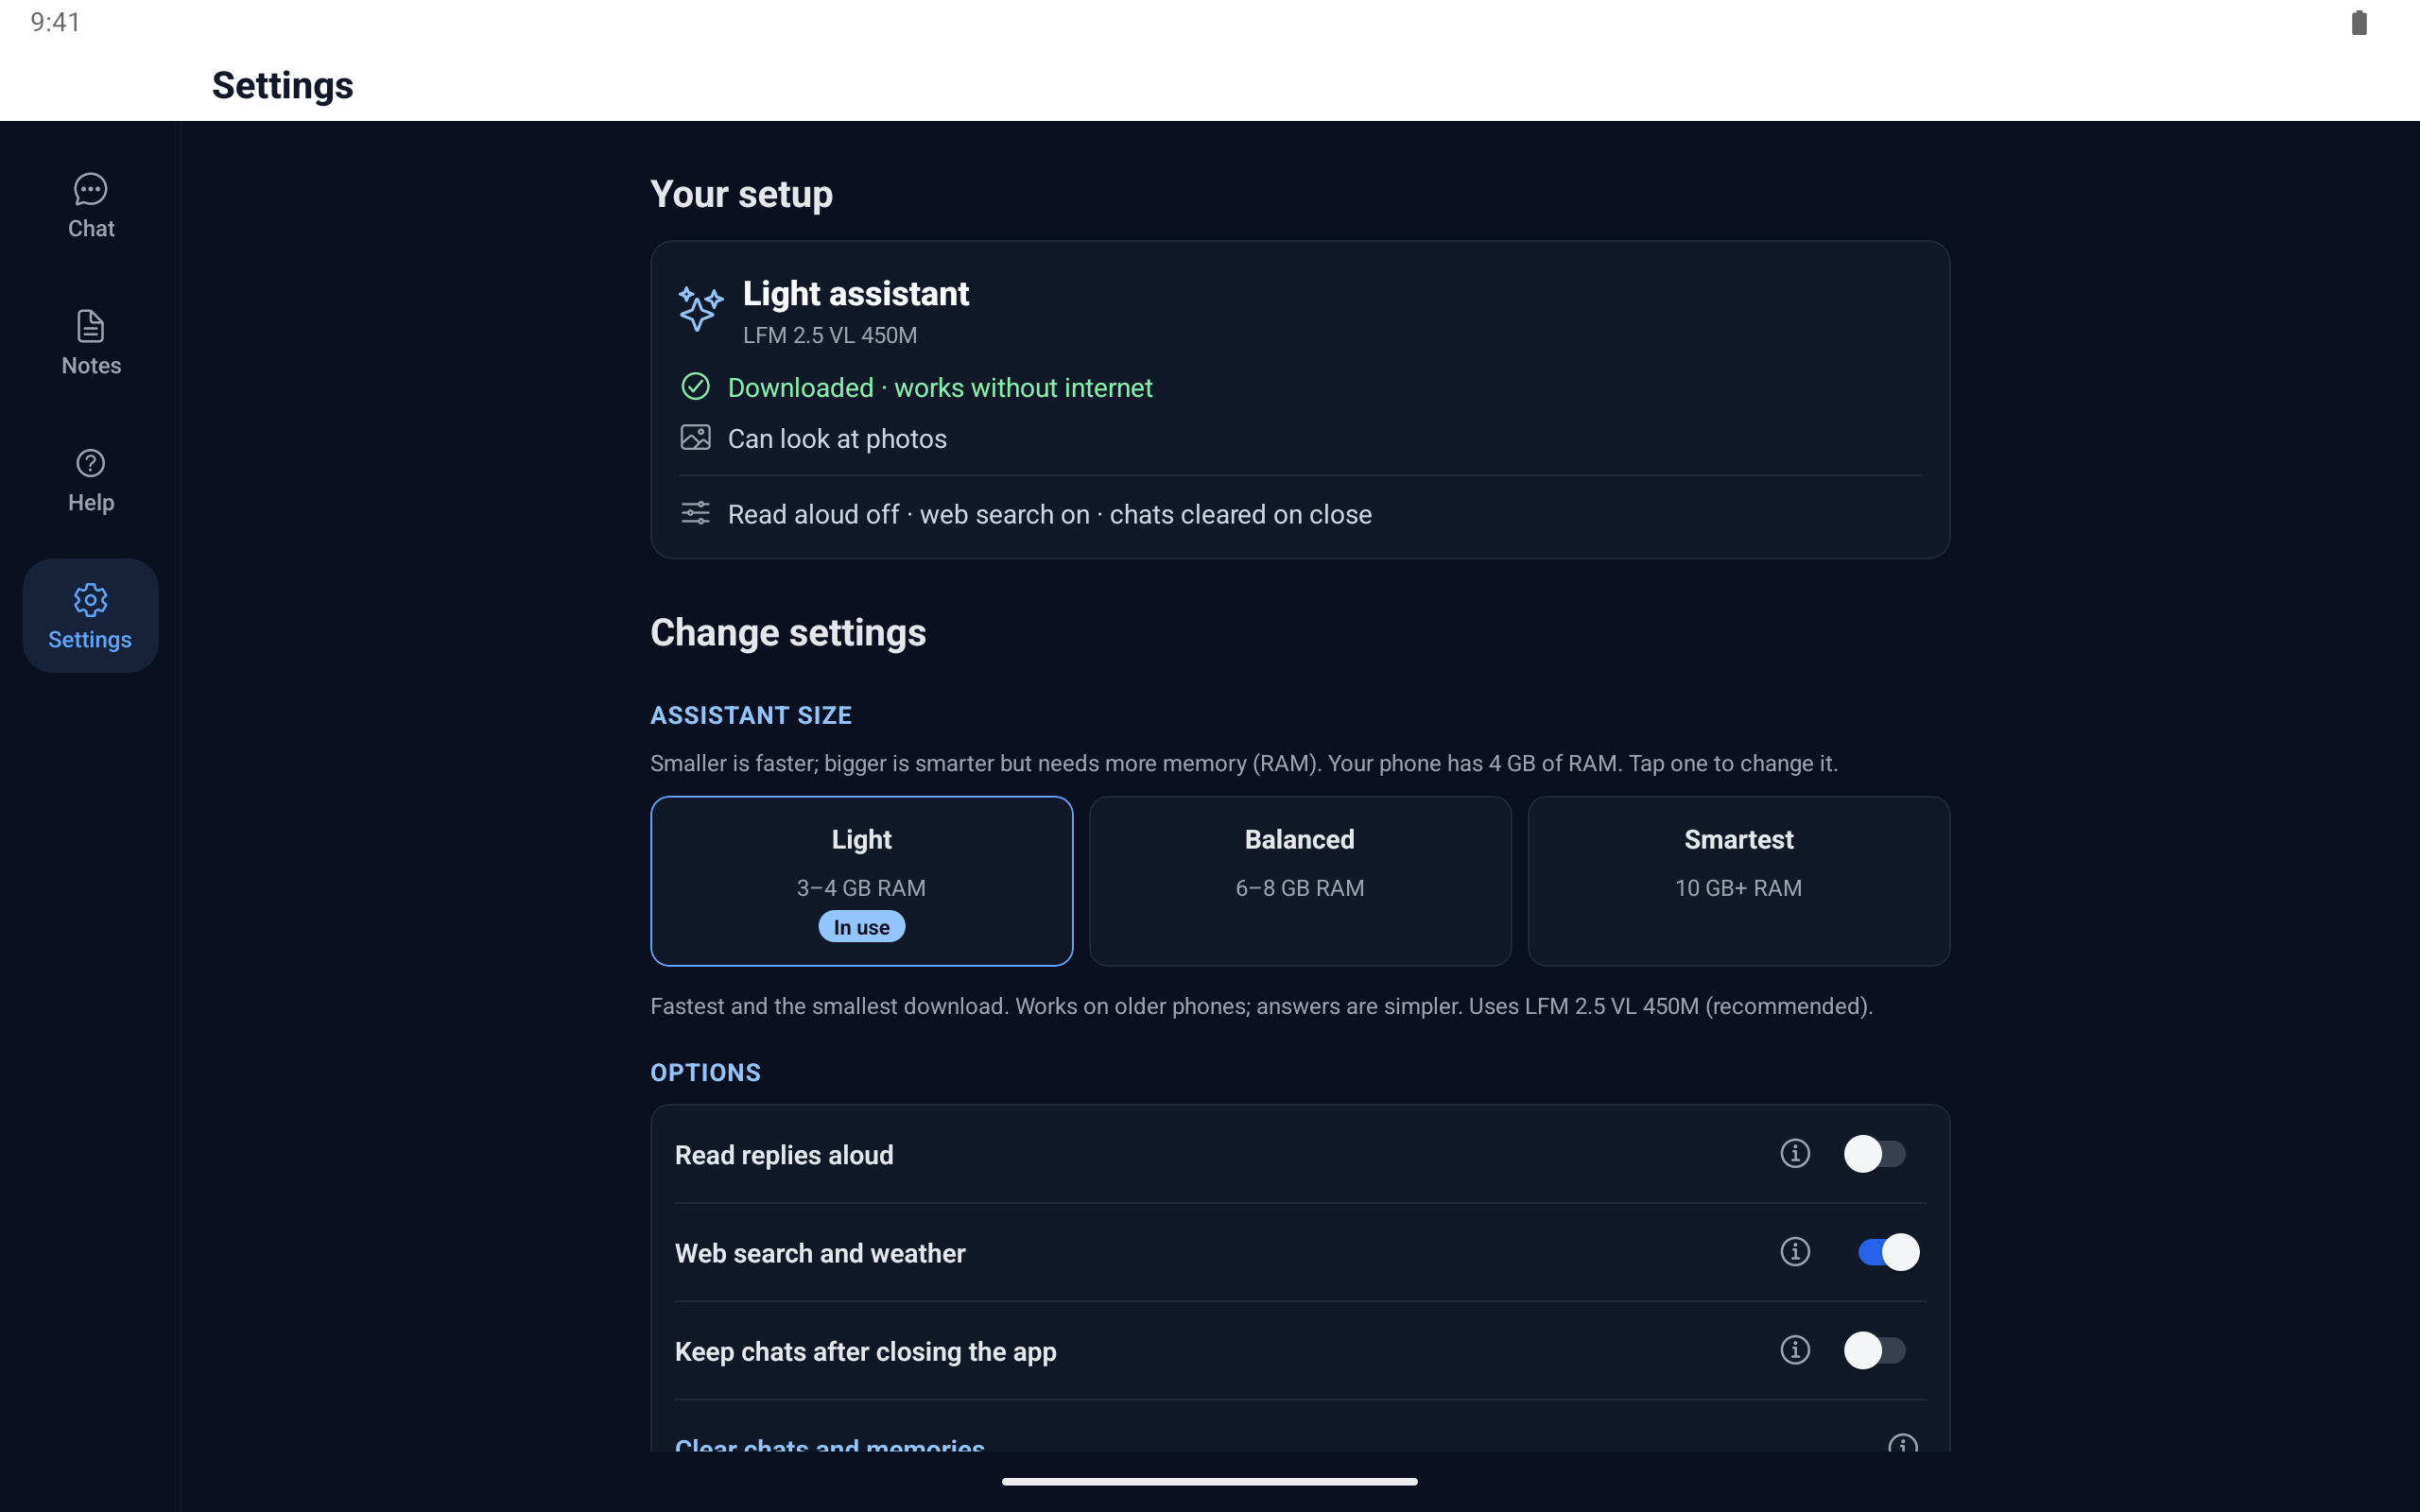 9:41
Settings
Chat
Notes
Help
Settings
Your setup
Light assistant
LFM 2.5 VL 450M
Downloaded · works without internet
Can look at photos
Read aloud off · web search on · chats cleared on close
Change settings
ASSISTANT SIZE
Smaller is faster; bigger is smarter but needs more memory (RAM). Your phone has 4 GB of RAM. Tap one to change it.
Light
3–4 GB RAM
In use
Balanced
6–8 GB RAM
Smartest
10 GB+ RAM
Fastest and the smallest download. Works on older phones; answers are simpler. Uses LFM 2.5 VL 450M (recommended).
OPTIONS
Read replies aloud
Web search and weather
Keep chats after closing the app
Clear chats and memories